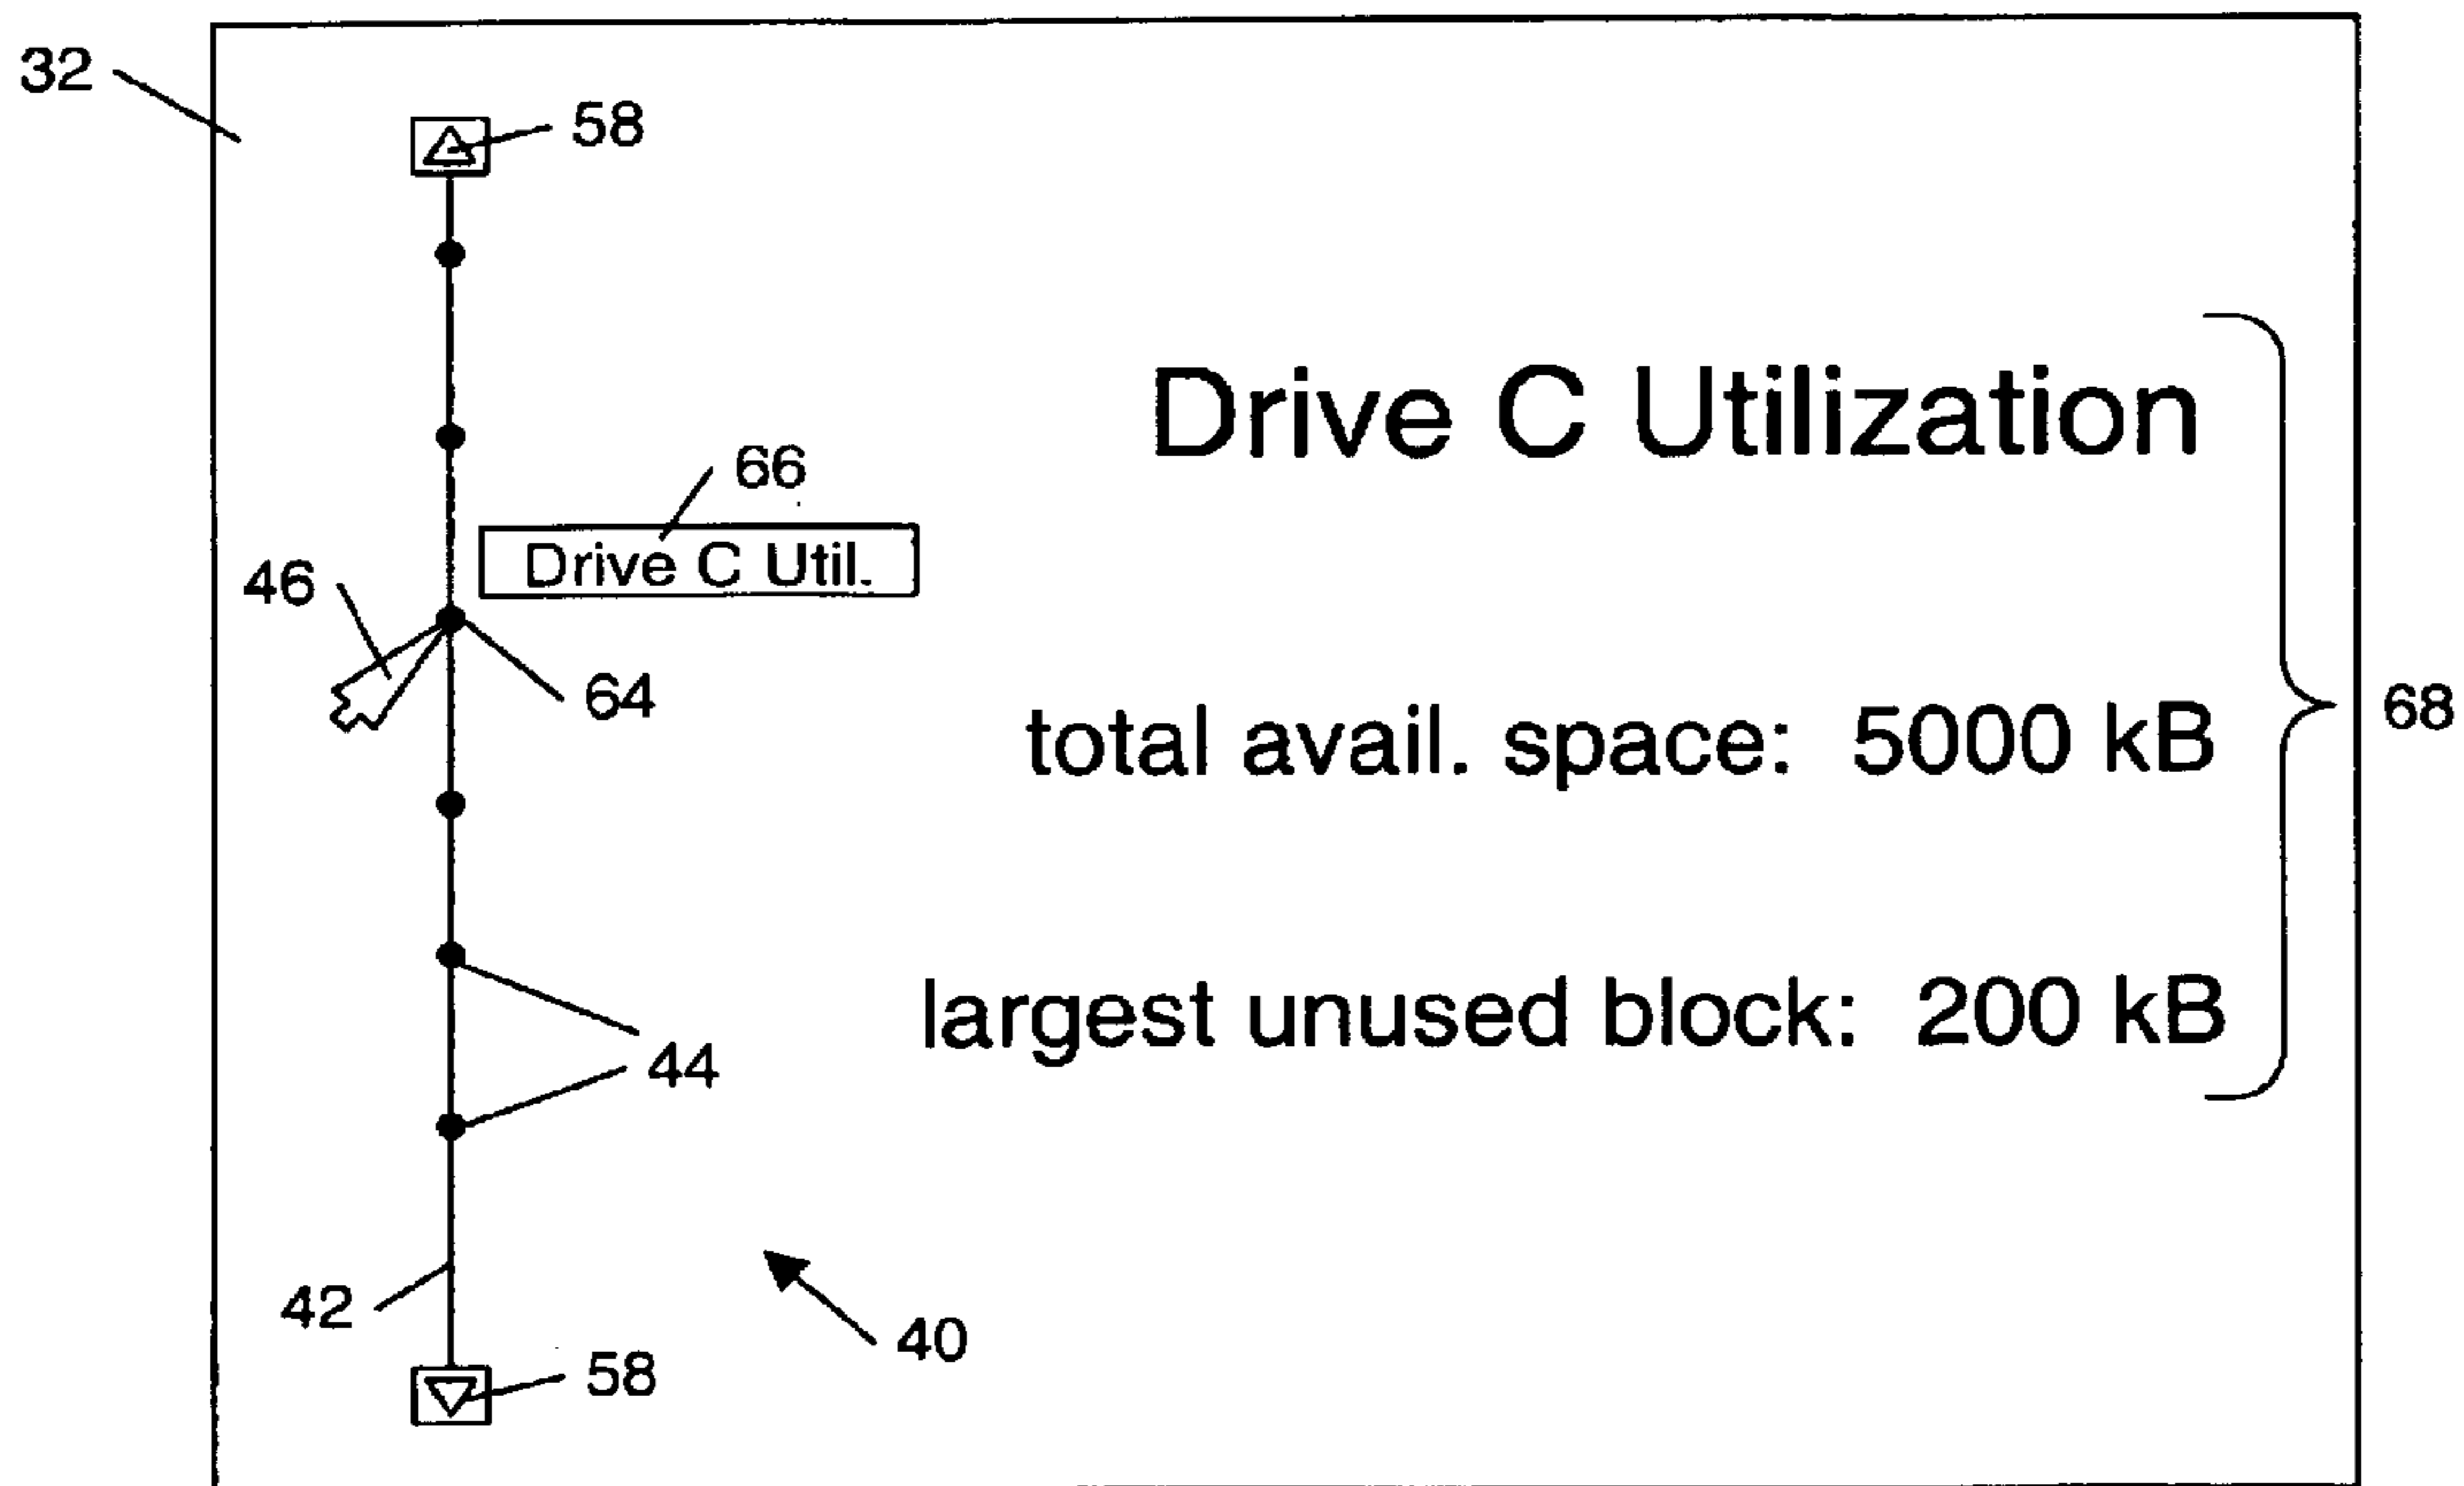 32
58
Drive C Utilization
66
Drive C Util.
46
64
total avail. space: 5000 kB
68
largest unused block: 200 kB
44
42
40
58